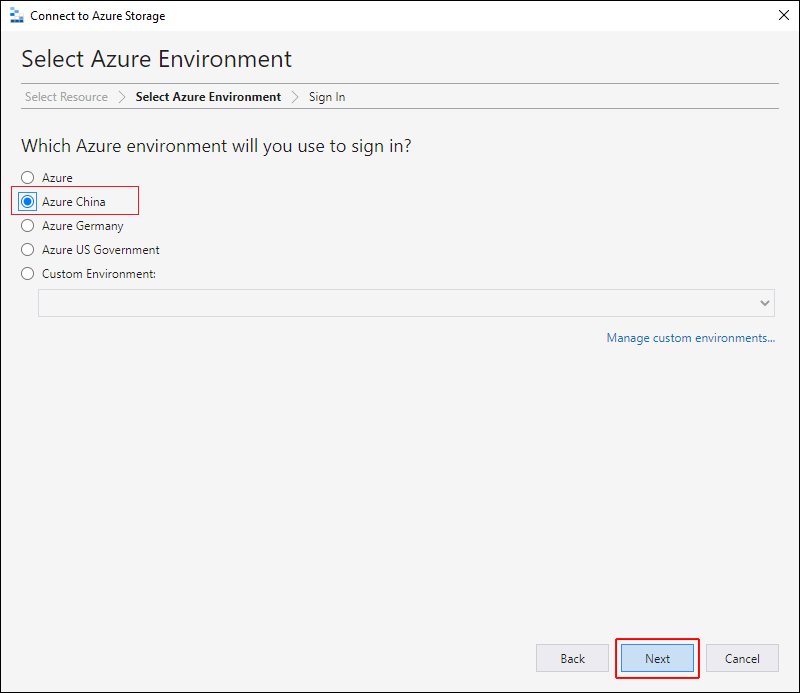 Connect to Azure Storage
Select Azure Environment
Select Resource > Select Azure Environment > Sign In
Which Azure environment will you use to sign in?
Azure
Azure China
Azure Germany
Azure US Government
Custom Environment:
Manage custom environments...
Back Next Cancel